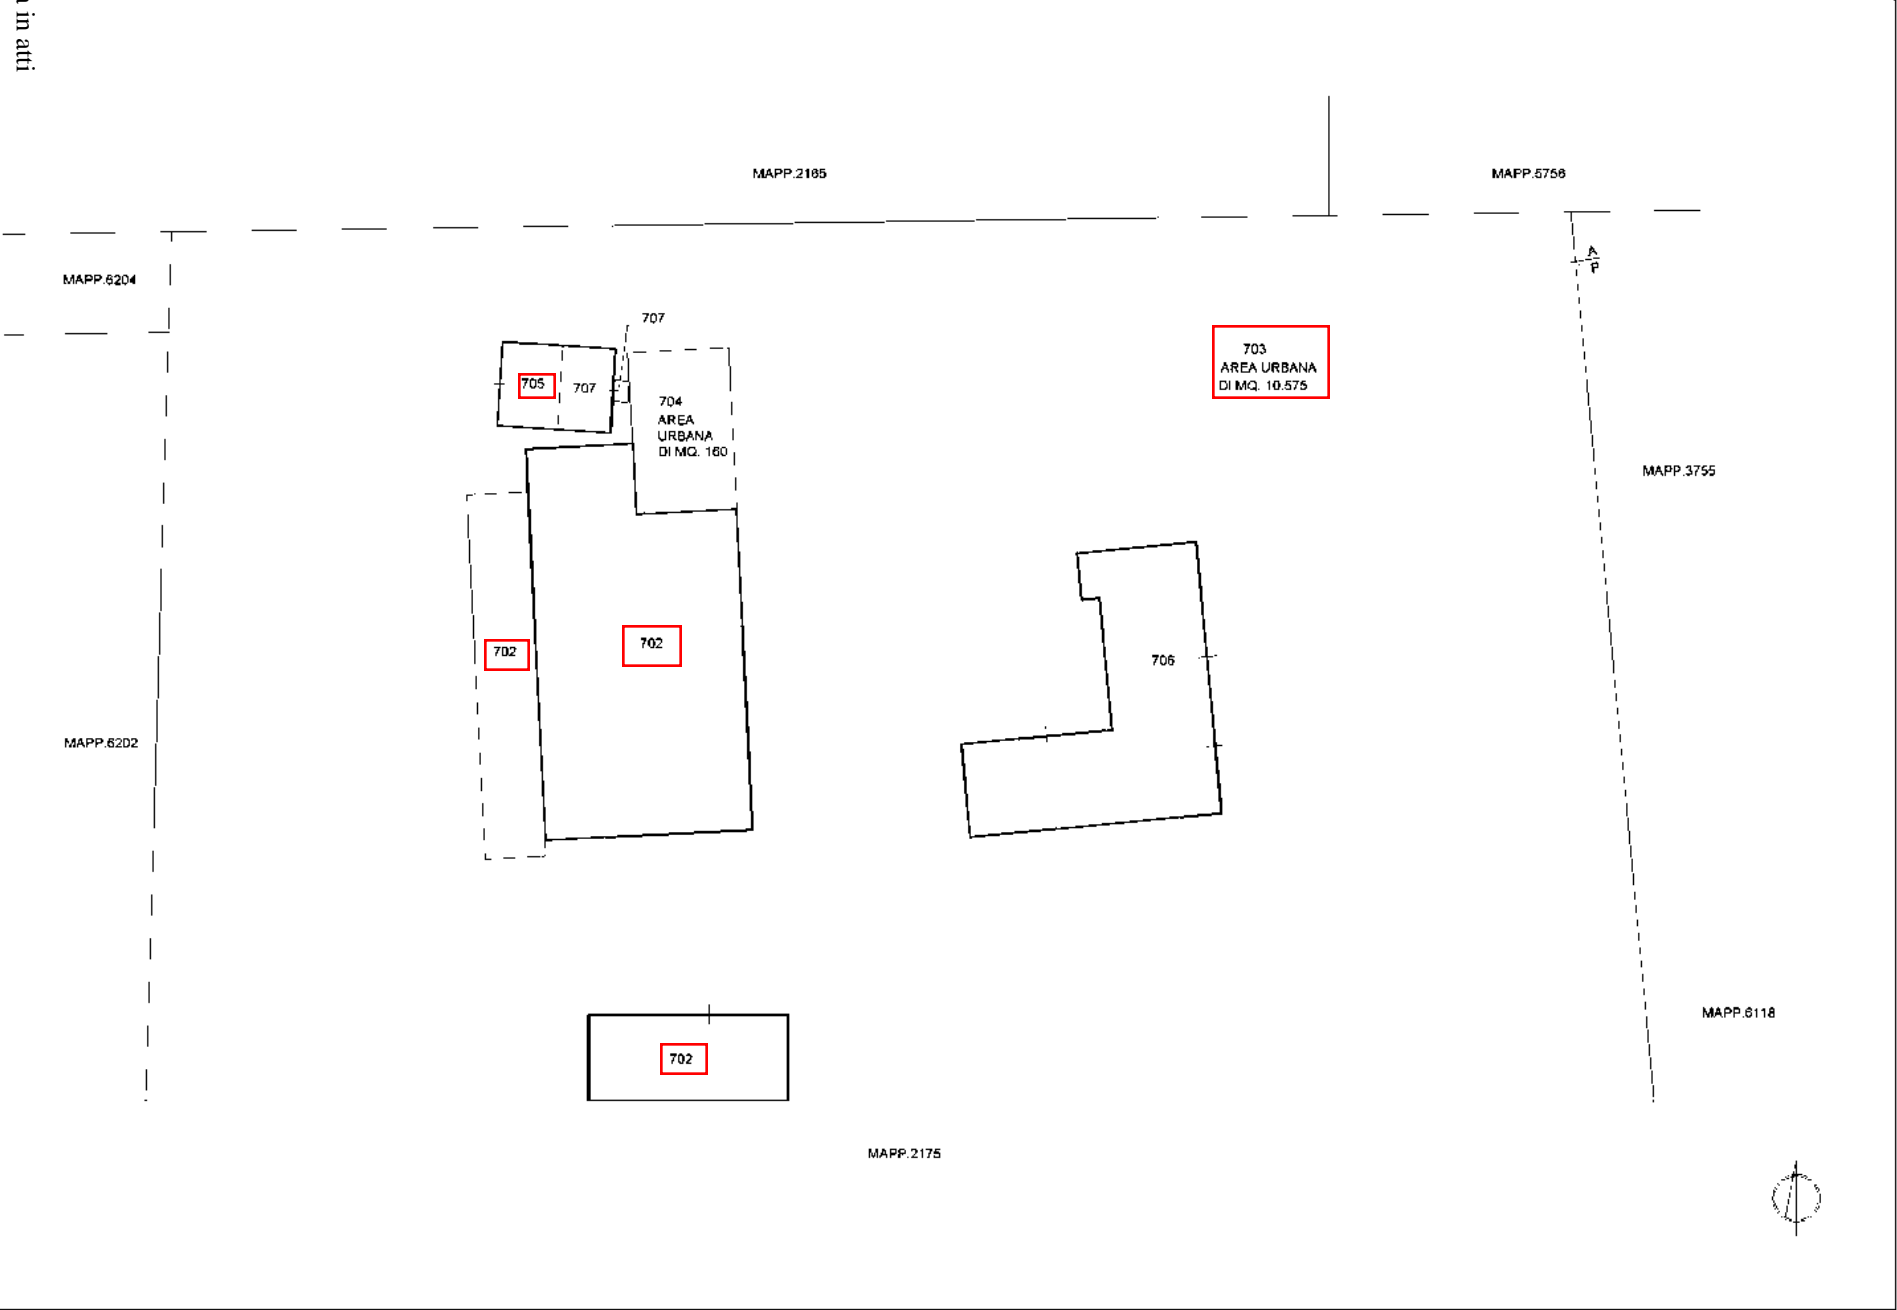 in atti
MAPP.2165
MAPP.5756
MAPP.6204
A/P
707
703
AREA URBANA
DI MQ. 10.575
705
707
704
AREA
URBANA
DI MQ. 160
MAPP.3755
702
702
706
MAPP.6202
MAPP.6118
702
MAPP.2175